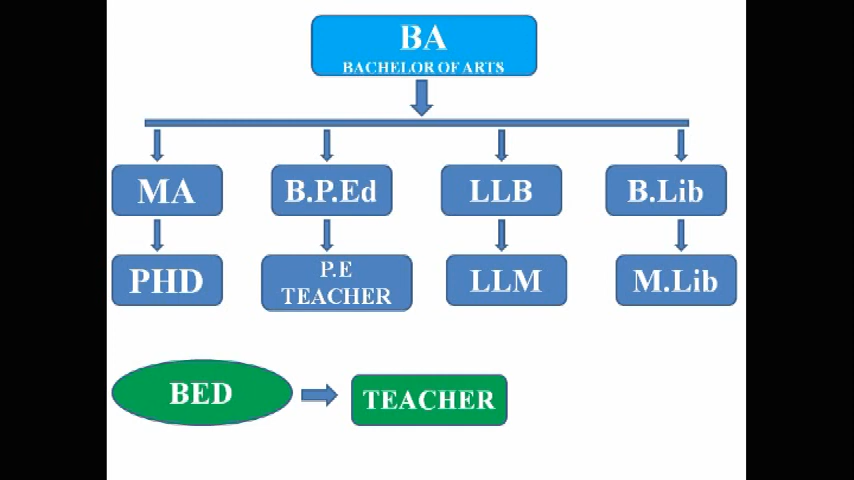 BA
BACHELOR OF ARTS
MA
B.P.Ed
LLB
B.Lib
PHD
P.E
TEACHER
LLM
M.Lib
BED
TEACHER